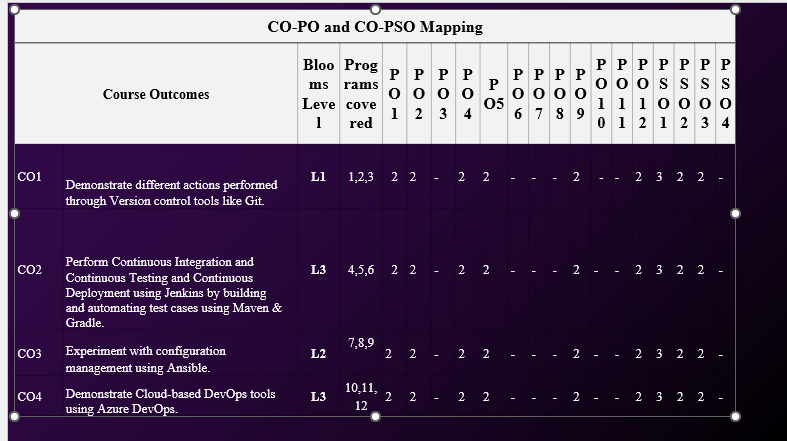 CO-PO and CO-PSO Mapping
Course Outcomes Blooms Level Programs covered PO1 PO2 PO3 PO4 PO5 PO6 PO7 PO8 PO9 PO10 PO11 PO12 PSO1 PSO2 PSO3 PSO4
CO1 Demonstrate different actions performed
through Version control tools like Git.
L1 1,2,3 2 2 - 2 2 - - - 2 - - 2 3 2 2 -
CO2 Perform Continuous Integration and
Continuous Testing and Continuous
Deployment using Jenkins by building
and automating test cases using Maven &
Gradle.
L3 4,5,6 2 2 - 2 2 - - - 2 - - 2 3 2 2 -
CO3 Experiment with configuration
management using Ansible.
L2 7,8,9 2 2 - 2 2 - - - 2 - - 2 3 2 2 -
CO4 Demonstrate Cloud-based DevOps tools
using Azure DevOps.
L3 10,11,
12 2 2 - 2 2 - - - 2 - - 2 3 2 2 -